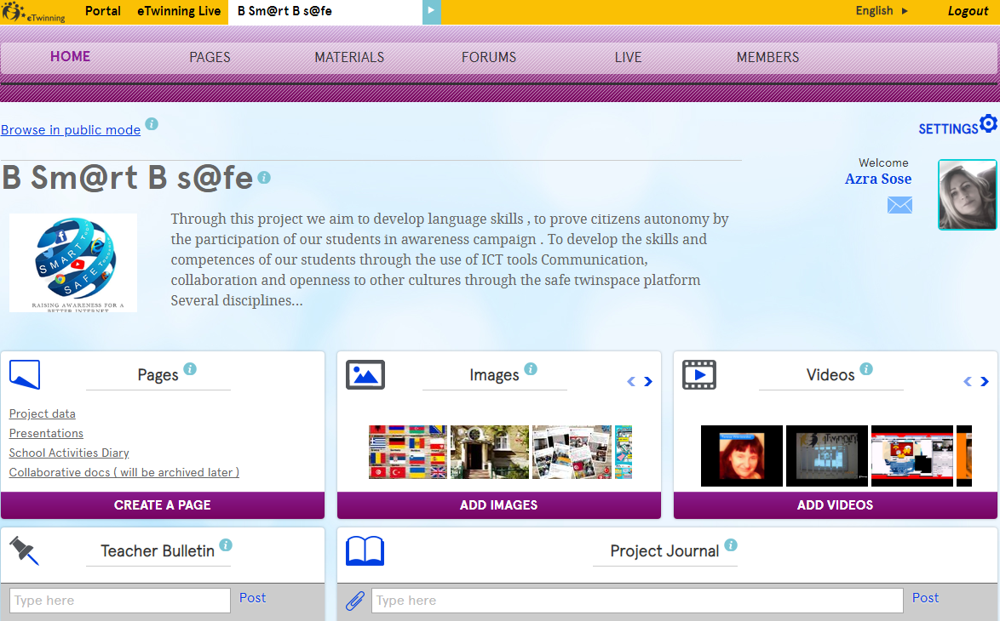 eTwinning Portal eTwinning Live B Sm@rt B s@fe English Logout
HOME PAGES MATERIALS FORUMS LIVE MEMBERS
Browse in public mode
SETTINGS
Welcome
Azra Sose
B Sm@rt B s@fe
SMART
SAFE
RAISING AWARENESS FOR A
BETTER INTERNET
Through this project we aim to develop language skills , to prove citizens autonomy by
the participation of our students in awareness campaign . To develop the skills and
competences of our students through the use of ICT tools Communication,
collaboration and openness to other cultures through the safe twinspace platform
Several disciplines...
Pages
Project data
Presentations
School Activities Diary
Collaborative docs ( will be archived later )
CREATE A PAGE
Images
ADD IMAGES
Videos
ADD VIDEOS
Teacher Bulletin
Type here Post
Project Journal
Type here Post